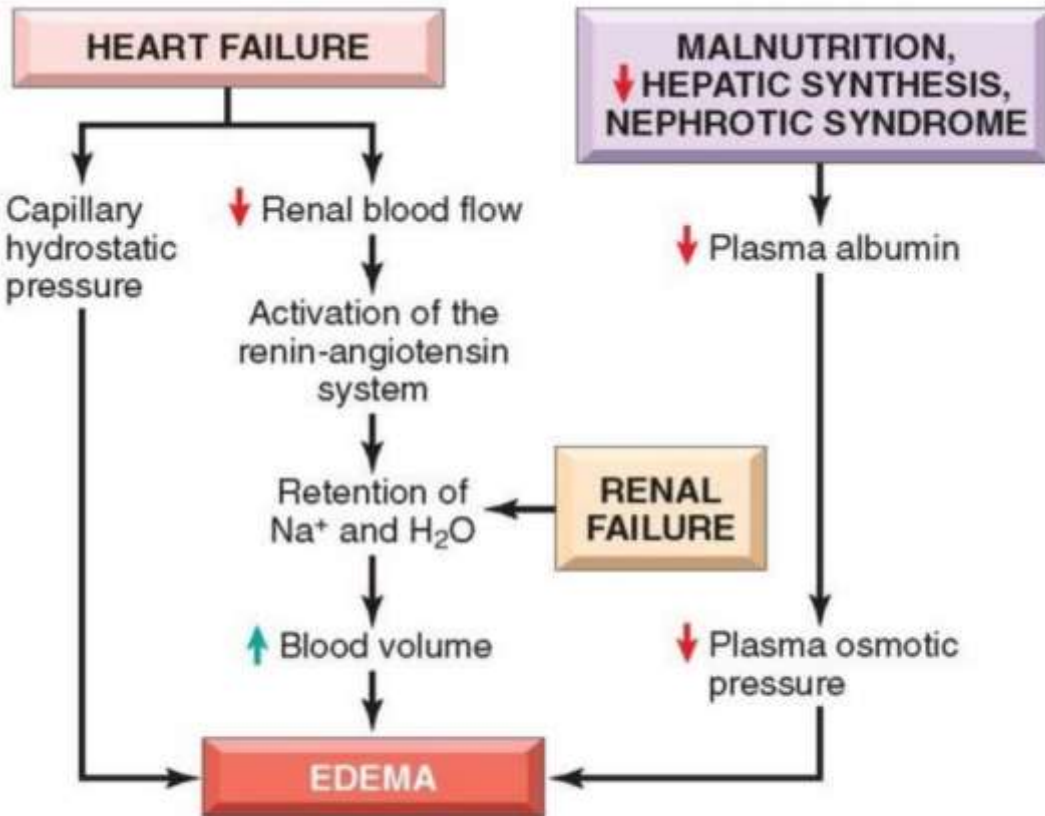 HEART FAILURE
MALNUTRITION,
↓ HEPATIC SYNTHESIS,
NEPHROTIC SYNDROME
Capillary
hydrostatic
pressure
↓ Renal blood flow
Activation of the
renin-angiotensin
system
Retention of
Na⁺ and H₂O
RENAL
FAILURE
↑ Blood volume
↓ Plasma albumin
↓ Plasma osmotic
pressure
EDEMA